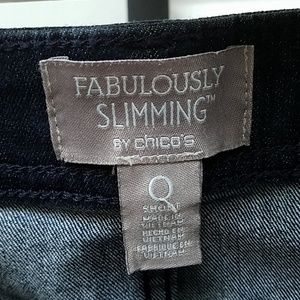 FABULOUSLY
SLIMMING™
BY chico's
0
SHORT
MADE IN
VIETNAM
HECHO EN
VIETNAM
FABRIQUE EN
VIETNAM